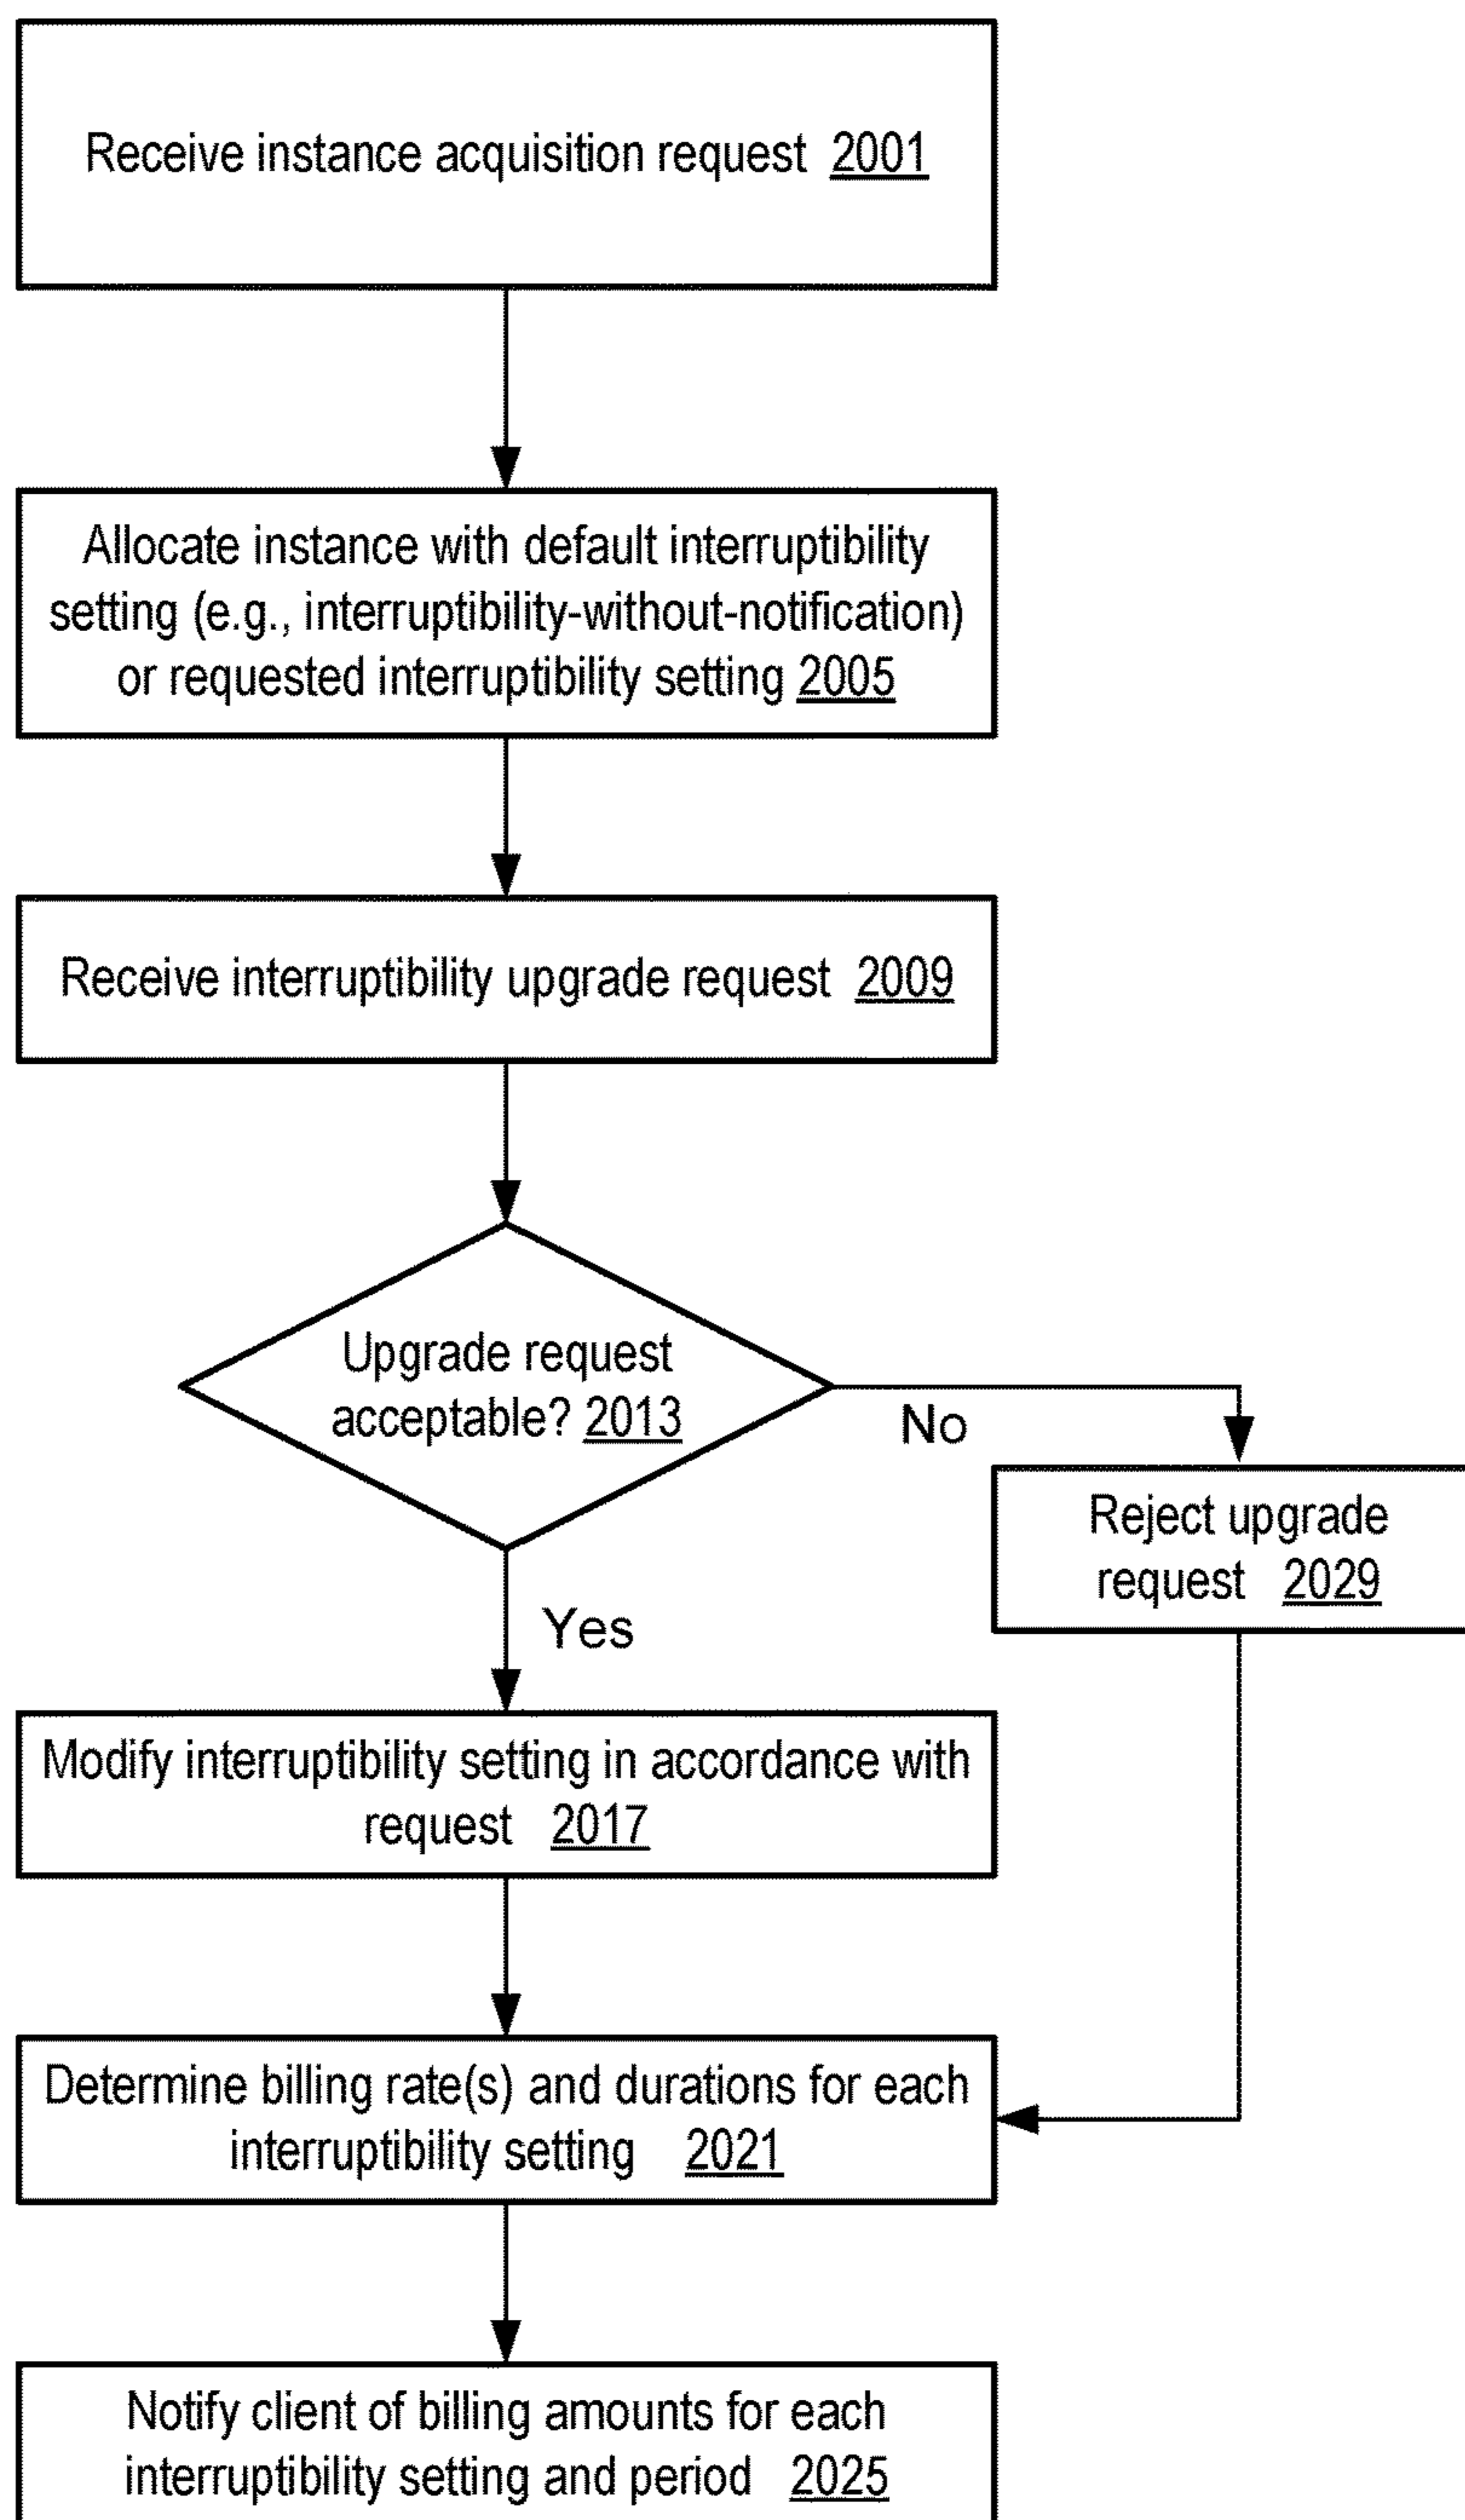 Receive instance acquisition request 2001
Allocate instance with default interruptibility
setting (e.g., interruptibility-without-notification)
or requested interruptibility setting 2005
Receive interruptibility upgrade request 2009
Upgrade request
acceptable? 2013
No
Reject upgrade
request 2029
Yes
Modify interruptibility setting in accordance with
request 2017
Determine billing rate(s) and durations for each
interruptibility setting 2021
Notify client of billing amounts for each
interruptibility setting and period 2025